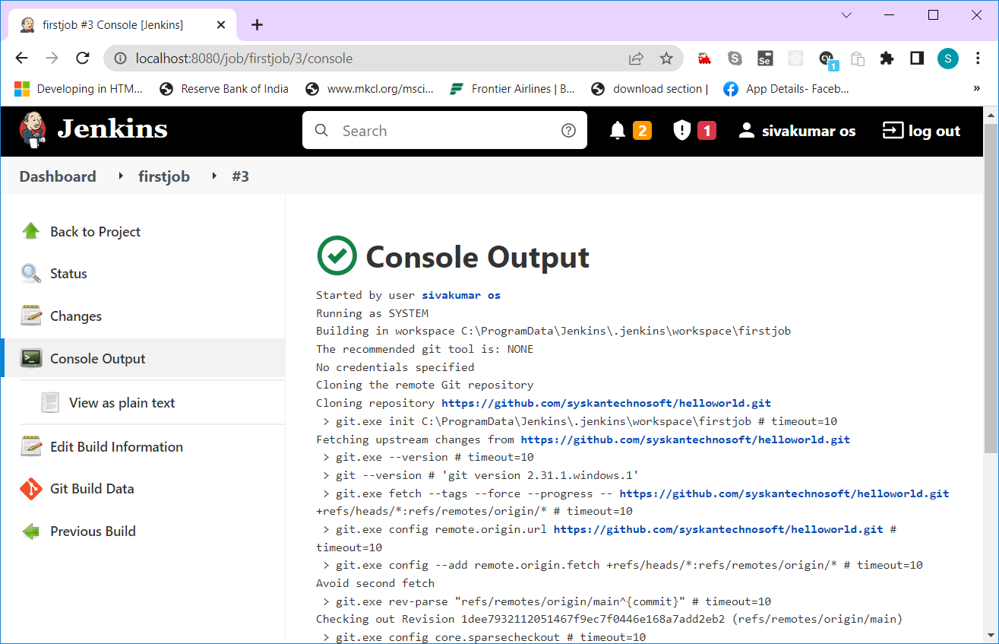 firstjob #3 Console [Jenkins]
localhost:8080/job/firstjob/3/console
Se
cy
1
S
Developing in HTM...
Reserve Bank of India
www.mkcl.org/msci...
Frontier Airlines | B...
download section |
App Details- Faceb...
»
Jenkins
Search
2
1
sivakumar os
log out
Dashboard
firstjob
#3
Back to Project
Status
Changes
Console Output
View as plain text
Edit Build Information
Git Build Data
Previous Build
Console Output
Started by user sivakumar os
Running as SYSTEM
Building in workspace C:\ProgramData\Jenkins\.jenkins\workspace\firstjob
The recommended git tool is: NONE
No credentials specified
Cloning the remote Git repository
Cloning repository https://github.com/syskantechnosoft/helloworld.git
> git.exe init C:\ProgramData\Jenkins\.jenkins\workspace\firstjob # timeout=10
Fetching upstream changes from https://github.com/syskantechnosoft/helloworld.git
> git.exe --version # timeout=10
> git --version # 'git version 2.31.1.windows.1'
> git.exe fetch --tags --force --progress -- https://github.com/syskantechnosoft/helloworld.git
+refs/heads/*:refs/remotes/origin/* # timeout=10
> git.exe config remote.origin.url https://github.com/syskantechnosoft/helloworld.git #
timeout=10
> git.exe config --add remote.origin.fetch +refs/heads/*:refs/remotes/origin/* # timeout=10
Avoid second fetch
> git.exe rev-parse "refs/remotes/origin/main^{commit}" # timeout=10
Checking out Revision 1dee7932112051467f9ec7f0446e168a7add2eb2 (refs/remotes/origin/main)
> git.exe config core.sparsecheckout # timeout=10